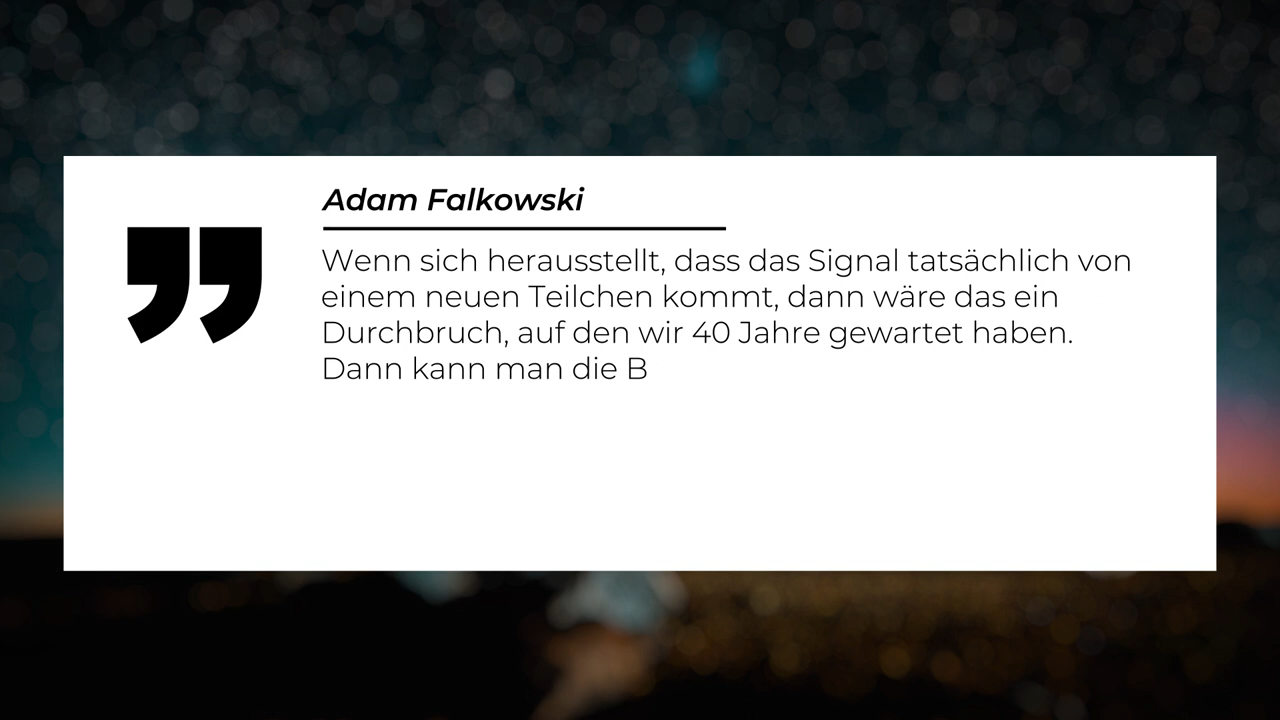 Adam Falkowski
Wenn sich herausstellt, dass das Signal tatsächlich von
einem neuen Teilchen kommt, dann wäre das ein
Durchbruch, auf den wir 40 Jahre gewartet haben.
Dann kann man die B